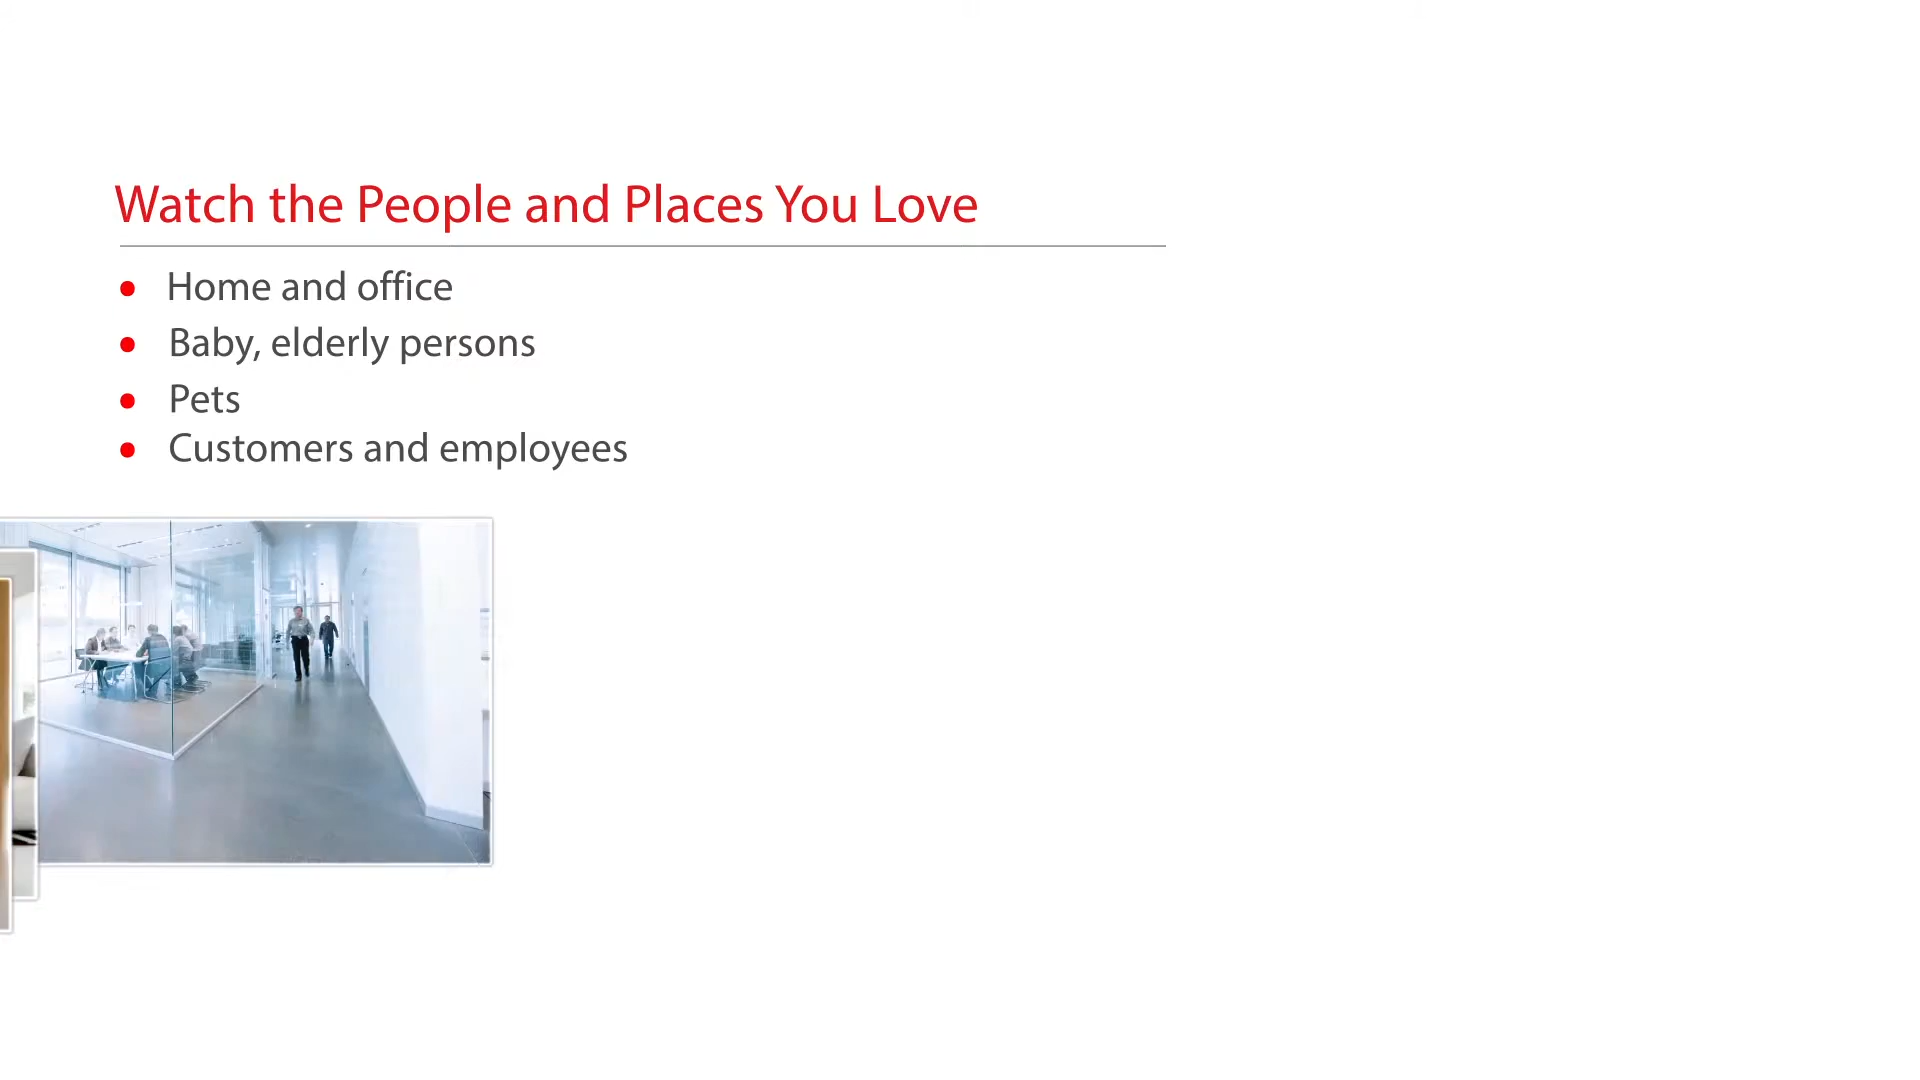 Watch the People and Places You Love
• Home and office
• Baby, elderly persons
• Pets
• Customers and employees